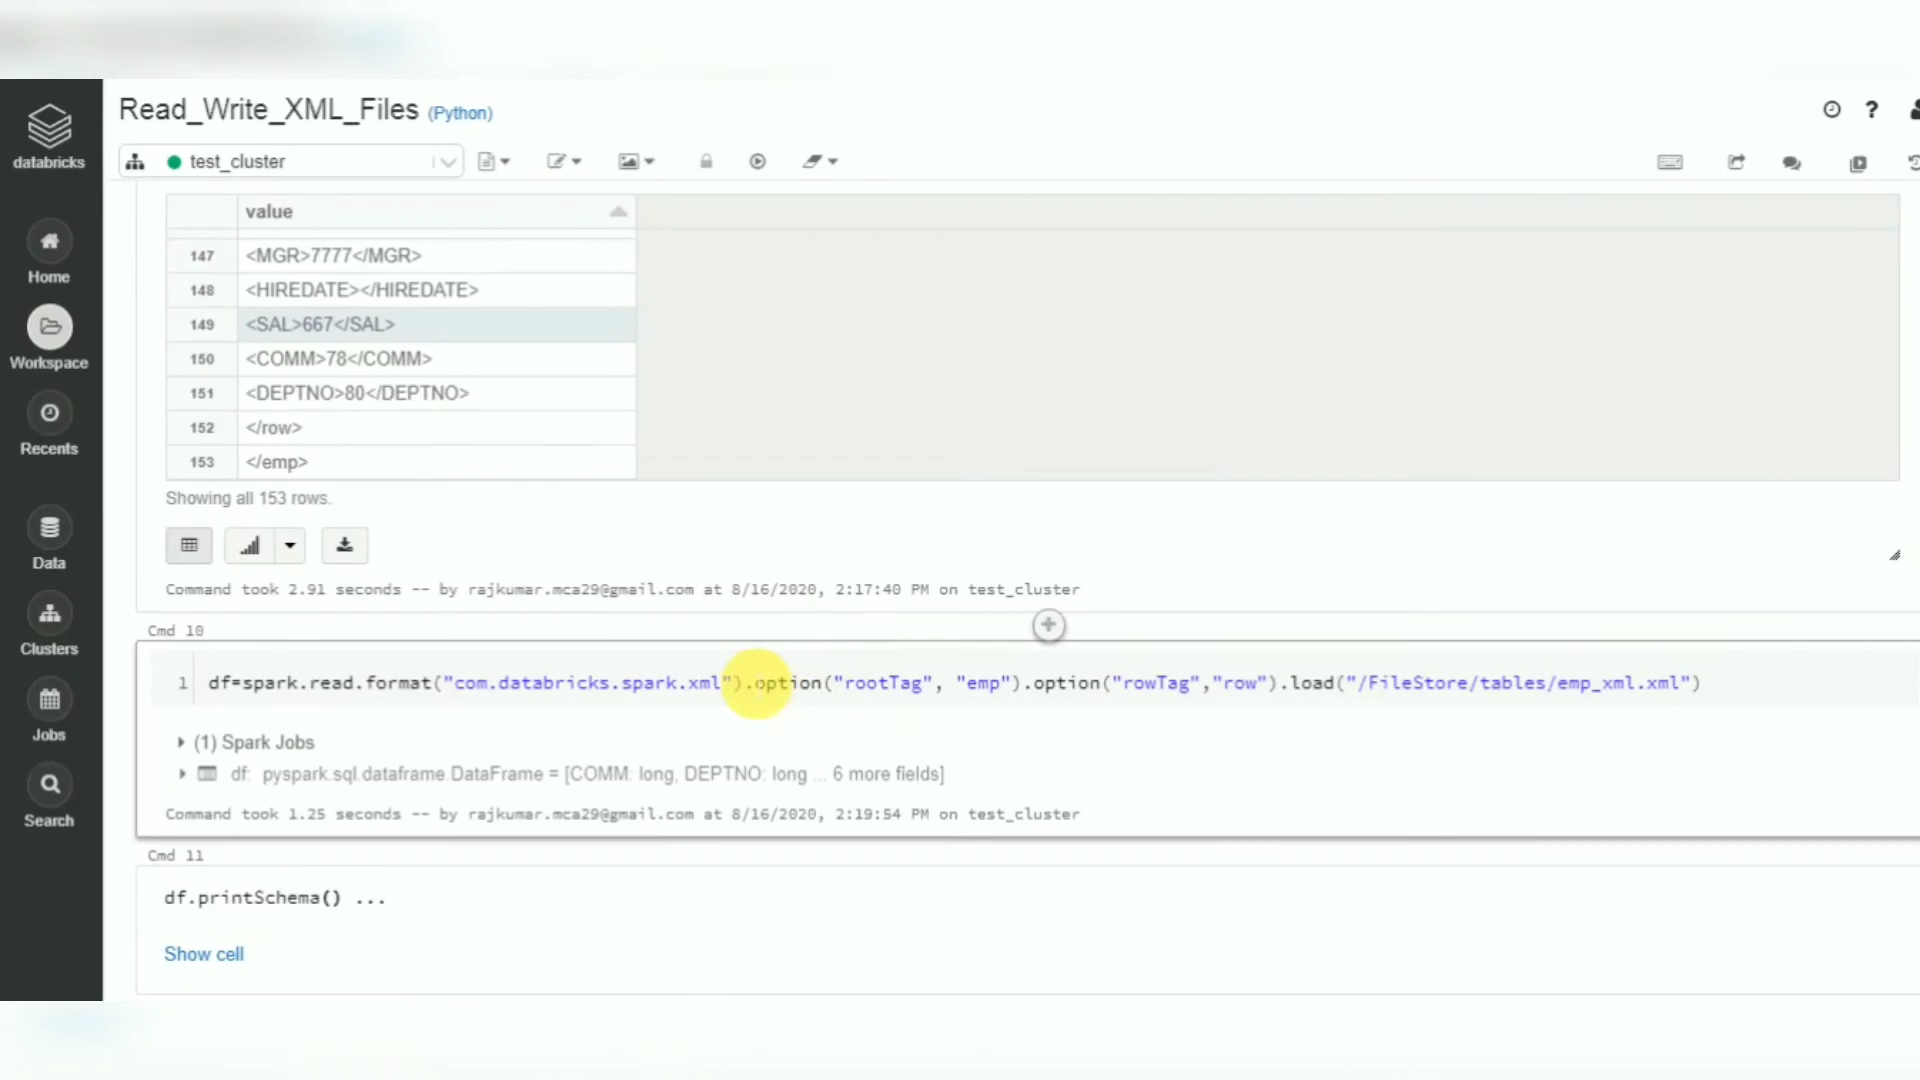 Read_Write_XML_Files (Python)
databricks
test_cluster
value
147 <MGR>7777</MGR>
148 <HIREDATE></HIREDATE>
149 <SAL>667</SAL>
150 <COMM>78</COMM>
151 <DEPTNO>80</DEPTNO>
152 </row>
153 </emp>
Showing all 153 rows.
Command took 2.91 seconds -- by rajkumar.mca29@gmail.com at 8/16/2020, 2:17:40 PM on test_cluster
Cmd 10
1 df=spark.read.format("com.databricks.spark.xml").option("rootTag", "emp").option("rowTag","row").load("/FileStore/tables/emp_xml.xml")
(1) Spark Jobs
df: pyspark.sql.dataframe.DataFrame = [COMM: long, DEPTNO: long ... 6 more fields]
Command took 1.25 seconds -- by rajkumar.mca29@gmail.com at 8/16/2020, 2:19:54 PM on test_cluster
Cmd 11
df.printSchema() ...
Show cell
Home
Workspace
Recents
Data
Clusters
Jobs
Search